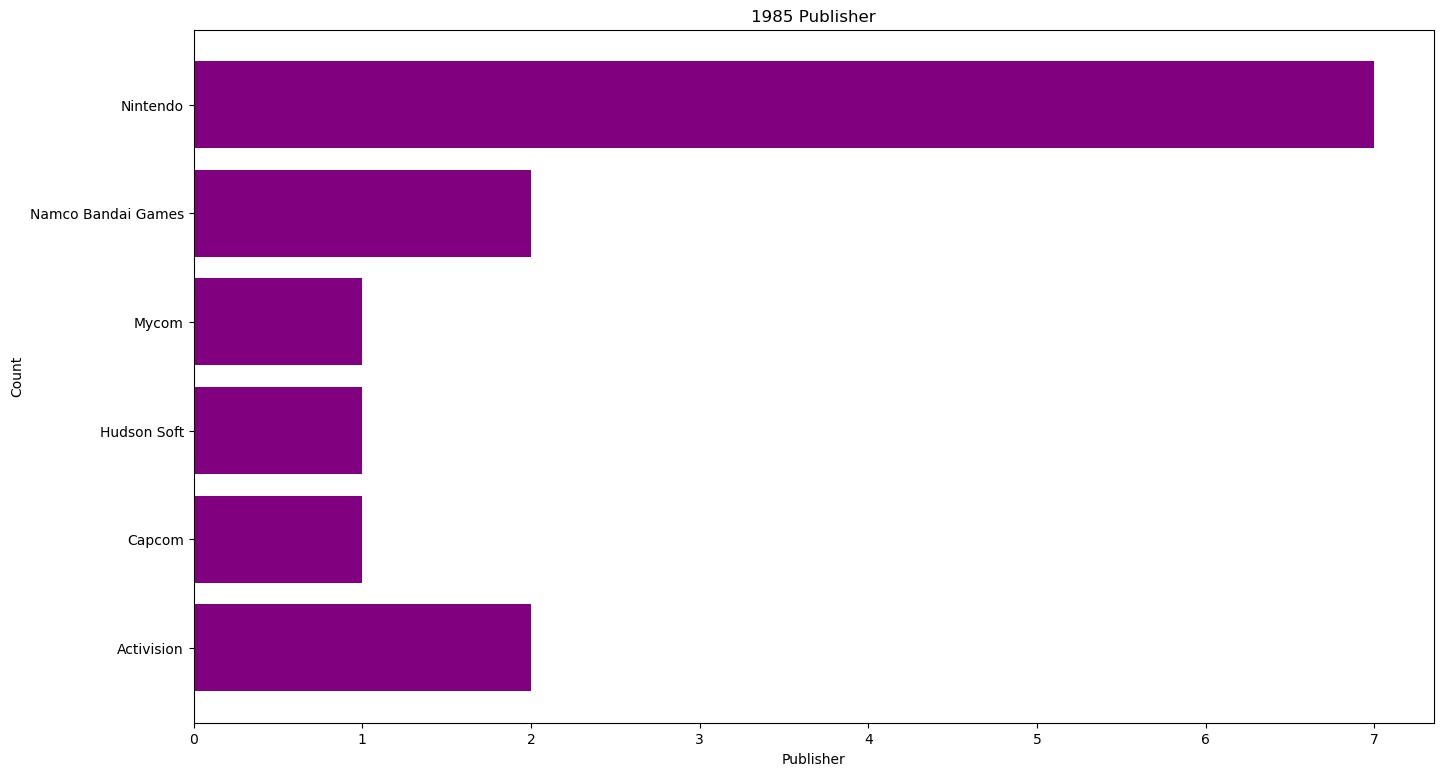 1985 Publisher
Nintendo
Namco Bandai Games
Mycom
Hudson Soft
Capcom
Activision
Count
0 1 2 3 4 5 6 7
Publisher